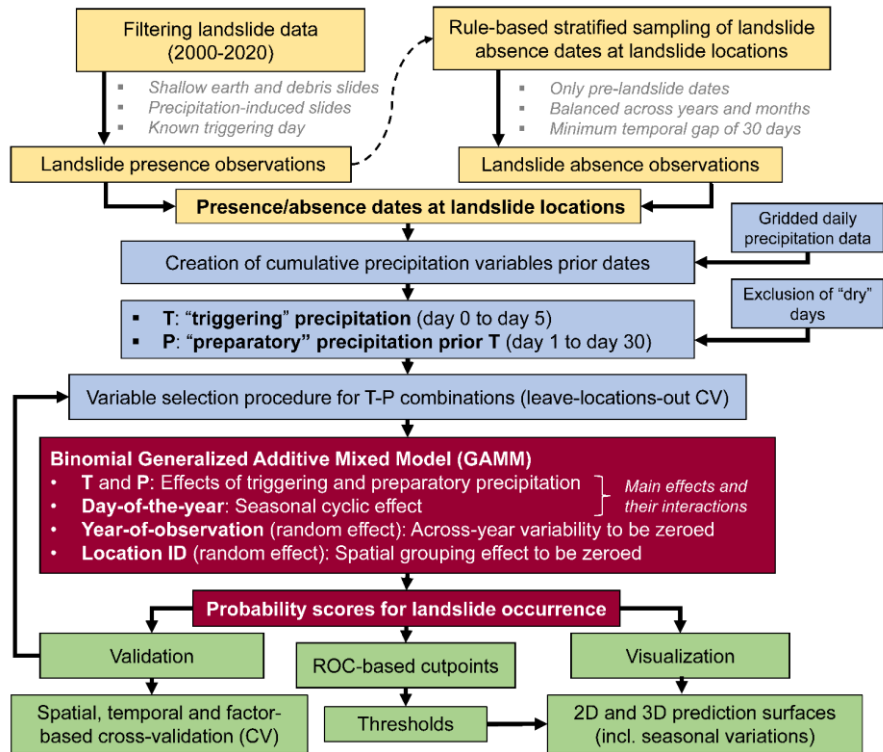 Filtering landslide data
(2000-2020)
Rule-based stratified sampling of landslide
absence dates at landslide locations
▪ Shallow earth and debris slides
▪ Precipitation-induced slides
▪ Known triggering day
▪ Only pre-landslide dates
▪ Balanced across years and months
▪ Minimum temporal gap of 30 days
Landslide presence observations
Landslide absence observations
Presence/absence dates at landslide locations
Gridded daily
precipitation data
Creation of cumulative precipitation variables prior dates
Exclusion of “dry”
days
▪ T: “triggering” precipitation (day 0 to day 5)
▪ P: “preparatory” precipitation prior T (day 1 to day 30)
Variable selection procedure for T-P combinations (leave-locations-out CV)
Binomial Generalized Additive Mixed Model (GAMM)
• T and P: Effects of triggering and preparatory precipitation
• Day-of-the-year: Seasonal cyclic effect
Main effects and
their interactions
• Year-of-observation (random effect): Across-year variability to be zeroed
• Location ID (random effect): Spatial grouping effect to be zeroed
Probability scores for landslide occurrence
Validation
ROC-based cutpoints
Visualization
Spatial, temporal and factor-
based cross-validation (CV)
Thresholds
2D and 3D prediction surfaces
(incl. seasonal variations)